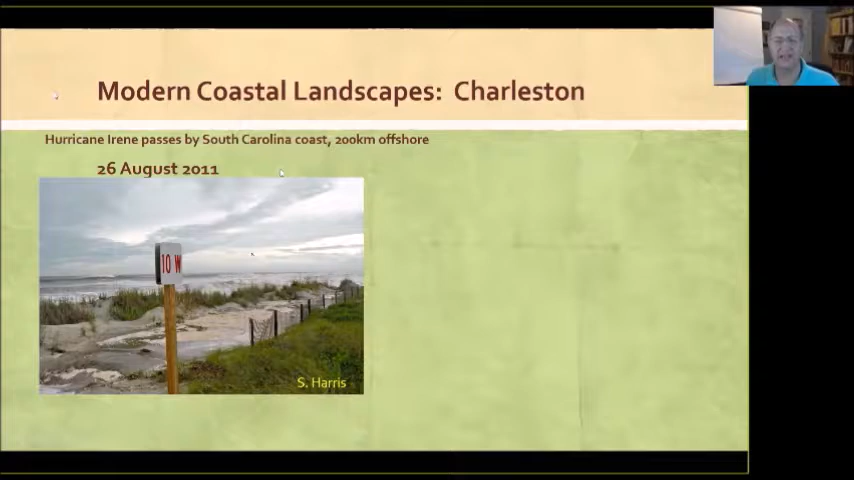 Modern Coastal Landscapes: Charleston
Hurricane Irene passes by South Carolina coast, 200km offshore
26 August 2011
10 W
S. Harris